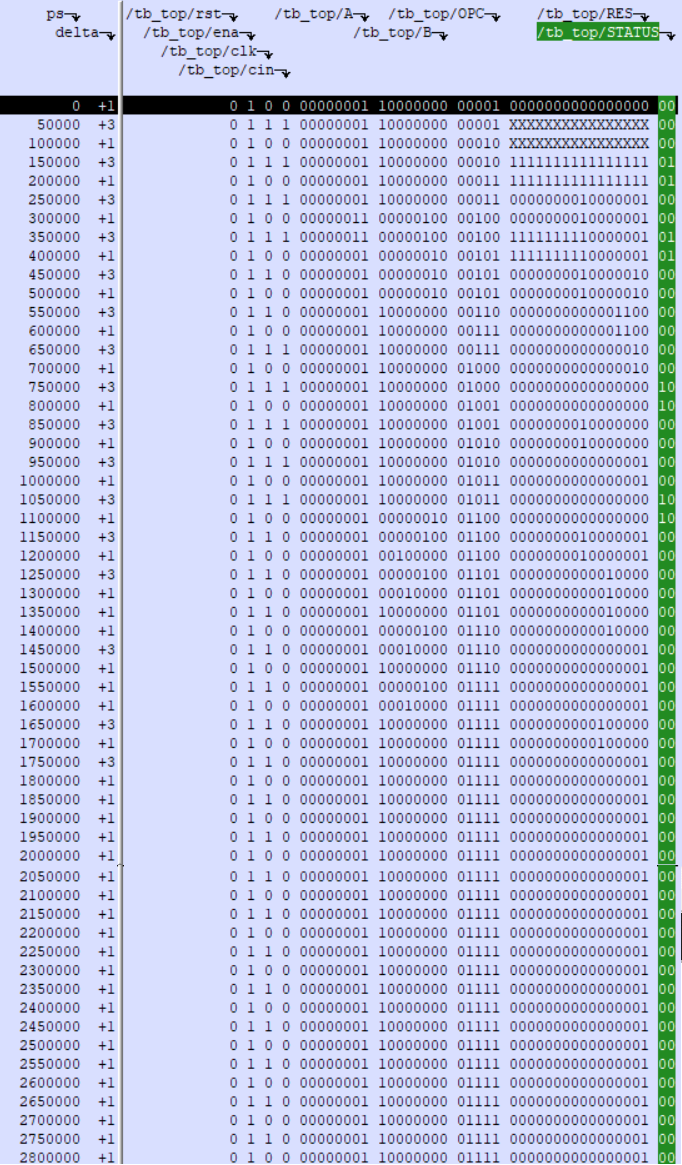 ps /tb_top/rst /tb_top/A /tb_top/OPC /tb_top/RES
delta /tb_top/ena /tb_top/B /tb_top/STATUS
/tb_top/clk
/tb_top/cin
0 +1 0 1 0 0 00000001 10000000 00001 0000000000000000 00
50000 +3 0 1 1 1 00000001 10000000 00001 XXXXXXXXXXXXXXXX 00
100000 +1 0 1 0 0 00000001 10000000 00010 XXXXXXXXXXXXXXXX 00
150000 +3 0 1 1 1 00000001 10000000 00010 1111111111111111 01
200000 +1 0 1 0 0 00000001 10000000 00011 1111111111111111 01
250000 +3 0 1 1 1 00000001 10000000 00011 0000000010000001 00
300000 +1 0 1 0 0 00000011 00000100 00100 0000000010000001 00
350000 +3 0 1 1 1 00000011 00000100 00100 1111111110000001 01
400000 +1 0 1 0 0 00000001 00000010 00101 1111111110000001 01
450000 +3 0 1 1 1 00000001 00000010 00101 0000000010000010 00
500000 +1 0 1 0 0 00000001 00000010 00101 0000000010000010 00
550000 +3 0 1 1 0 00000001 10000000 00110 0000000000001100 00
600000 +1 0 1 0 0 00000001 10000000 00111 0000000000001100 00
650000 +3 0 1 1 1 00000001 10000000 00111 0000000000000010 00
700000 +1 0 1 0 0 00000001 10000000 01000 0000000000000010 00
750000 +3 0 1 1 1 00000001 10000000 01000 0000000000000000 10
800000 +1 0 1 0 0 00000001 10000000 01001 0000000000000000 10
850000 +3 0 1 1 1 00000001 10000000 01001 0000000010000000 00
900000 +1 0 1 0 0 00000001 10000000 01010 0000000010000000 00
950000 +3 0 1 1 1 00000001 10000000 01010 0000000000000001 00
1000000 +1 0 1 0 0 00000001 10000000 01011 0000000000000001 00
1050000 +3 0 1 1 1 00000001 10000000 01011 0000000000000000 10
1100000 +1 0 1 0 0 00000001 00000010 01100 0000000000000000 10
1150000 +3 0 1 1 0 00000001 00000100 01100 0000000010000001 00
1200000 +1 0 1 0 0 00000001 00100000 01100 0000000010000001 00
1250000 +3 0 1 1 0 00000001 00000100 01101 0000000000010000 00
1300000 +1 0 1 0 0 00000001 00010000 01101 0000000000010000 00
1350000 +1 0 1 1 0 00000001 10000000 01101 0000000000010000 00
1400000 +1 0 1 0 0 00000001 00000100 01110 0000000000010000 00
1450000 +3 0 1 1 0 00000001 00010000 01110 0000000000000001 00
1500000 +1 0 1 0 0 00000001 10000000 01110 0000000000000001 00
1550000 +1 0 1 1 0 00000001 00000100 01111 0000000000000001 00
1600000 +1 0 1 0 0 00000001 00010000 01111 0000000000000001 00
1650000 +3 0 1 1 0 00000001 10000000 01111 0000000000100000 00
1700000 +1 0 1 0 0 00000001 10000000 01111 0000000000100000 00
1750000 +3 0 1 1 0 00000001 10000000 01111 0000000000000001 00
1800000 +1 0 1 0 0 00000001 10000000 01111 0000000000000001 00
1850000 +1 0 1 1 0 00000001 10000000 01111 0000000000000001 00
1900000 +1 0 1 0 0 00000001 10000000 01111 0000000000000001 00
1950000 +1 0 1 1 0 00000001 10000000 01111 0000000000000001 00
2000000 +1 0 1 0 0 00000001 10000000 01111 0000000000000001 00
2050000 +1 0 1 1 0 00000001 10000000 01111 0000000000000001 00
2100000 +1 0 1 0 0 00000001 10000000 01111 0000000000000001 00
2150000 +1 0 1 1 0 00000001 10000000 01111 0000000000000001 00
2200000 +1 0 1 0 0 00000001 10000000 01111 0000000000000001 00
2250000 +1 0 1 1 0 00000001 10000000 01111 0000000000000001 00
2300000 +1 0 1 0 0 00000001 10000000 01111 0000000000000001 00
2350000 +1 0 1 1 0 00000001 10000000 01111 0000000000000001 00
2400000 +1 0 1 0 0 00000001 10000000 01111 0000000000000001 00
2450000 +1 0 1 1 0 00000001 10000000 01111 0000000000000001 00
2500000 +1 0 1 0 0 00000001 10000000 01111 0000000000000001 00
2550000 +1 0 1 1 0 00000001 10000000 01111 0000000000000001 00
2600000 +1 0 1 0 0 00000001 10000000 01111 0000000000000001 00
2650000 +1 0 1 1 0 00000001 10000000 01111 0000000000000001 00
2700000 +1 0 1 0 0 00000001 10000000 01111 0000000000000001 00
2750000 +1 0 1 1 0 00000001 10000000 01111 0000000000000001 00
2800000 +1 0 1 0 0 00000001 10000000 01111 0000000000000001 00